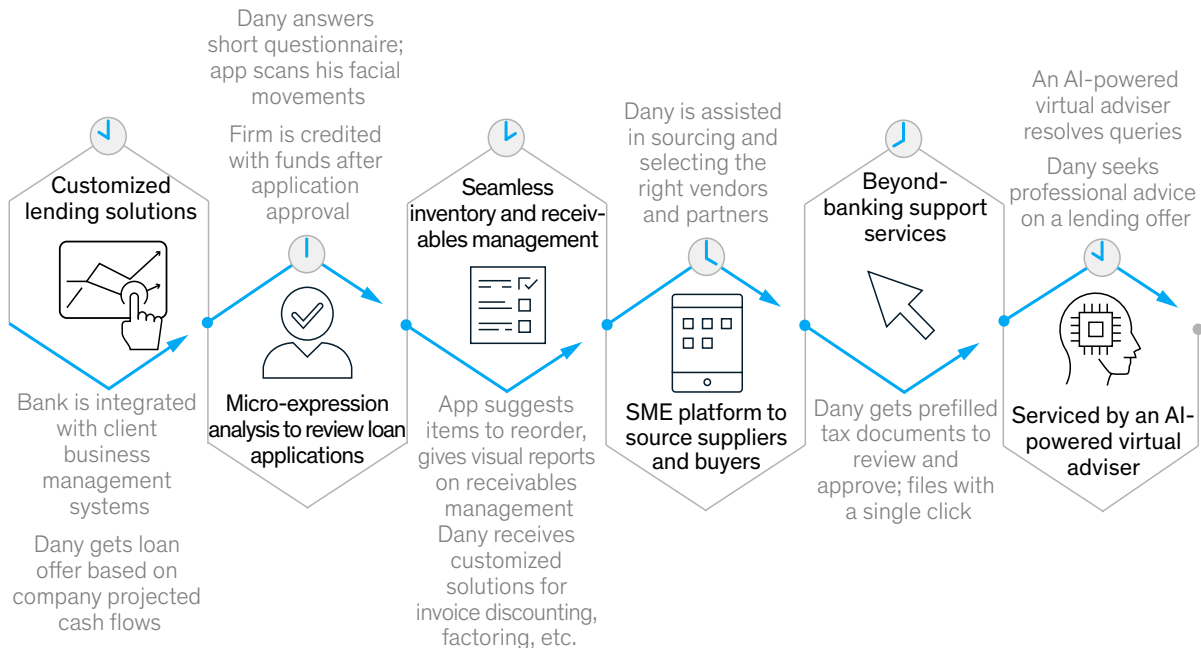 Customized
lending solutions
Bank is integrated
with client
business
management
systems
Dany gets loan
offer based on
company projected
cash flows
Dany answers
short questionnaire;
app scans his facial
movements
Firm is credited
with funds after
application
approval
Micro-expression
analysis to review loan
applications
Seamless
inventory and receiv-
ables management
App suggests
items to reorder,
gives visual reports
on receivables
management
Dany receives
customized
solutions for
invoice discounting,
factoring, etc.
Dany is assisted
in sourcing and
selecting the
right vendors
and partners
SME platform to
source suppliers
and buyers
Beyond-
banking support
services
Dany gets prefilled
tax documents to
review and
approve; files with
a single click
An AI-powered
virtual adviser
resolves queries
Dany seeks
professional advice
on a lending offer
Serviced by an AI-
powered virtual
adviser